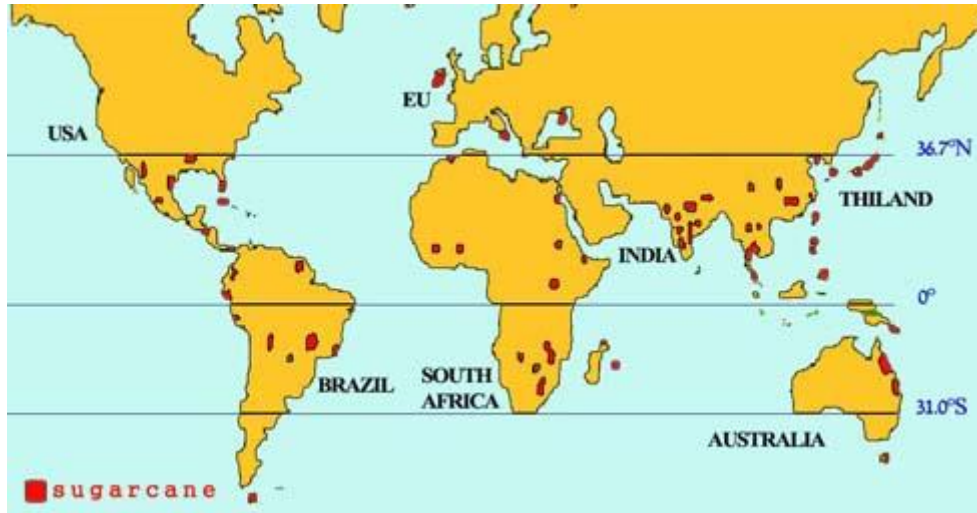 EU
USA
36.7°N
THILAND
INDIA
0°
BRAZIL
SOUTH
AFRICA
31.0°S
AUSTRALIA
sugarcane